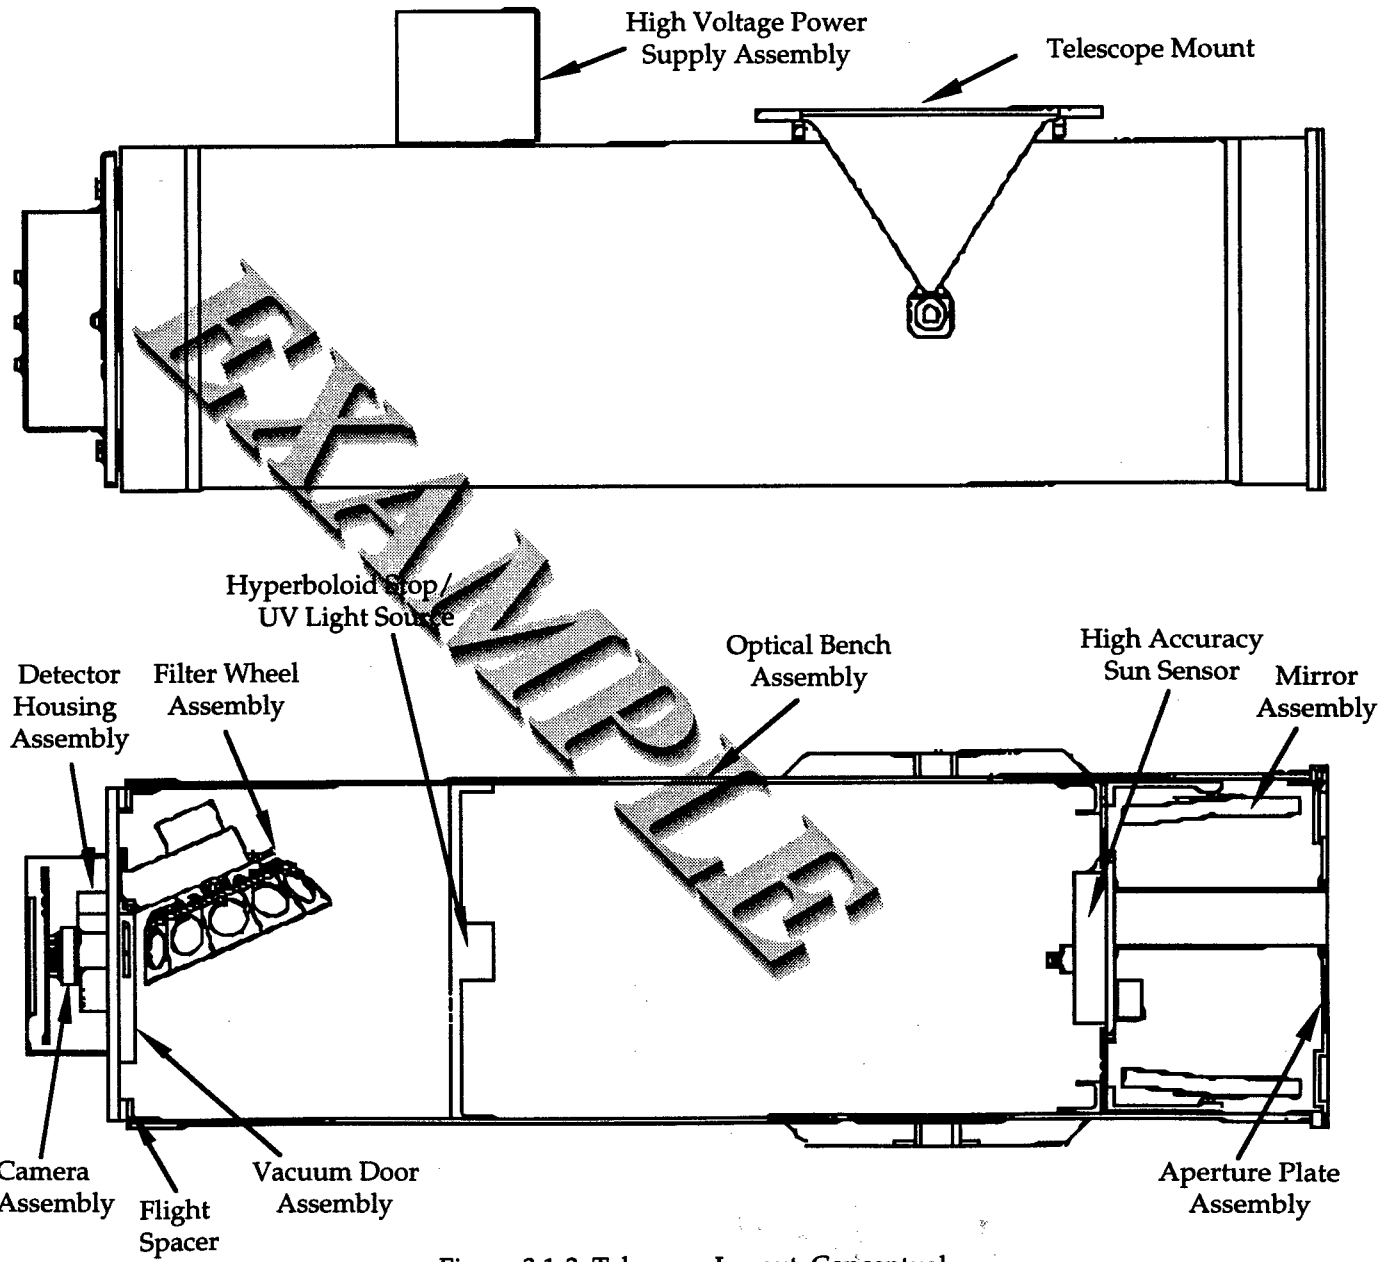 High Voltage Power
Supply Assembly
Telescope Mount
EXAMPLE
Hyperboloid Stop/
UV Light Source
Optical Bench
Assembly
High Accuracy
Sun Sensor
Mirror
Assembly
Detector
Housing
Assembly
Filter Wheel
Assembly
Camera
Assembly
Flight
Spacer
Vacuum Door
Assembly
Aperture Plate
Assembly